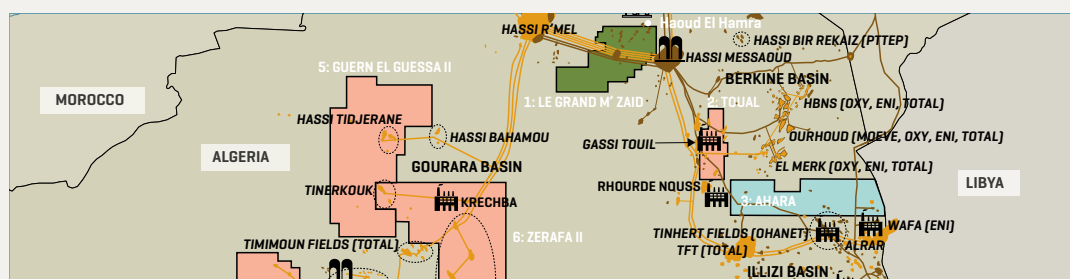 Haoud El Hamra
HASSI R'MEL
HASSI BIR REKAIZ (PTTEP)
HASSI MESSAOUD
5: GUERN EL GUESSA II
BERKINE BASIN
MOROCCO
1: LE GRAND M' ZAID
2: TOUAL
HBNS (OXY, ENI, TOTAL)
HASSI TIDJERANE
HASSI BAHAMOU
OURHOUD (MOEVE, OXY, ENI, TOTAL)
GASSI TOUIL
ALGERIA
GOURARA BASIN
EL MERK (OXY, ENI, TOTAL)
LIBYA
TINERKOUK
RHOURDE NOUSS
KRECHBA
3: AHARA
WAFA (ENI)
TINHERT FIELDS (OHANET)
6: ZERAFA II
TIMIMOUN FIELDS (TOTAL)
ALRAR
TFT (TOTAL)
ILLIZI BASIN